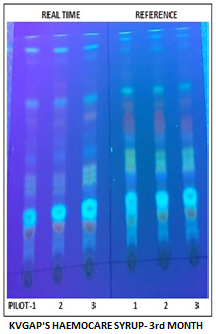 REAL TIME REFERENCE
PILOT-1 2 3 1 2 3
KVGAP'S HAEMOCARE SYRUP- 3rd MONTH